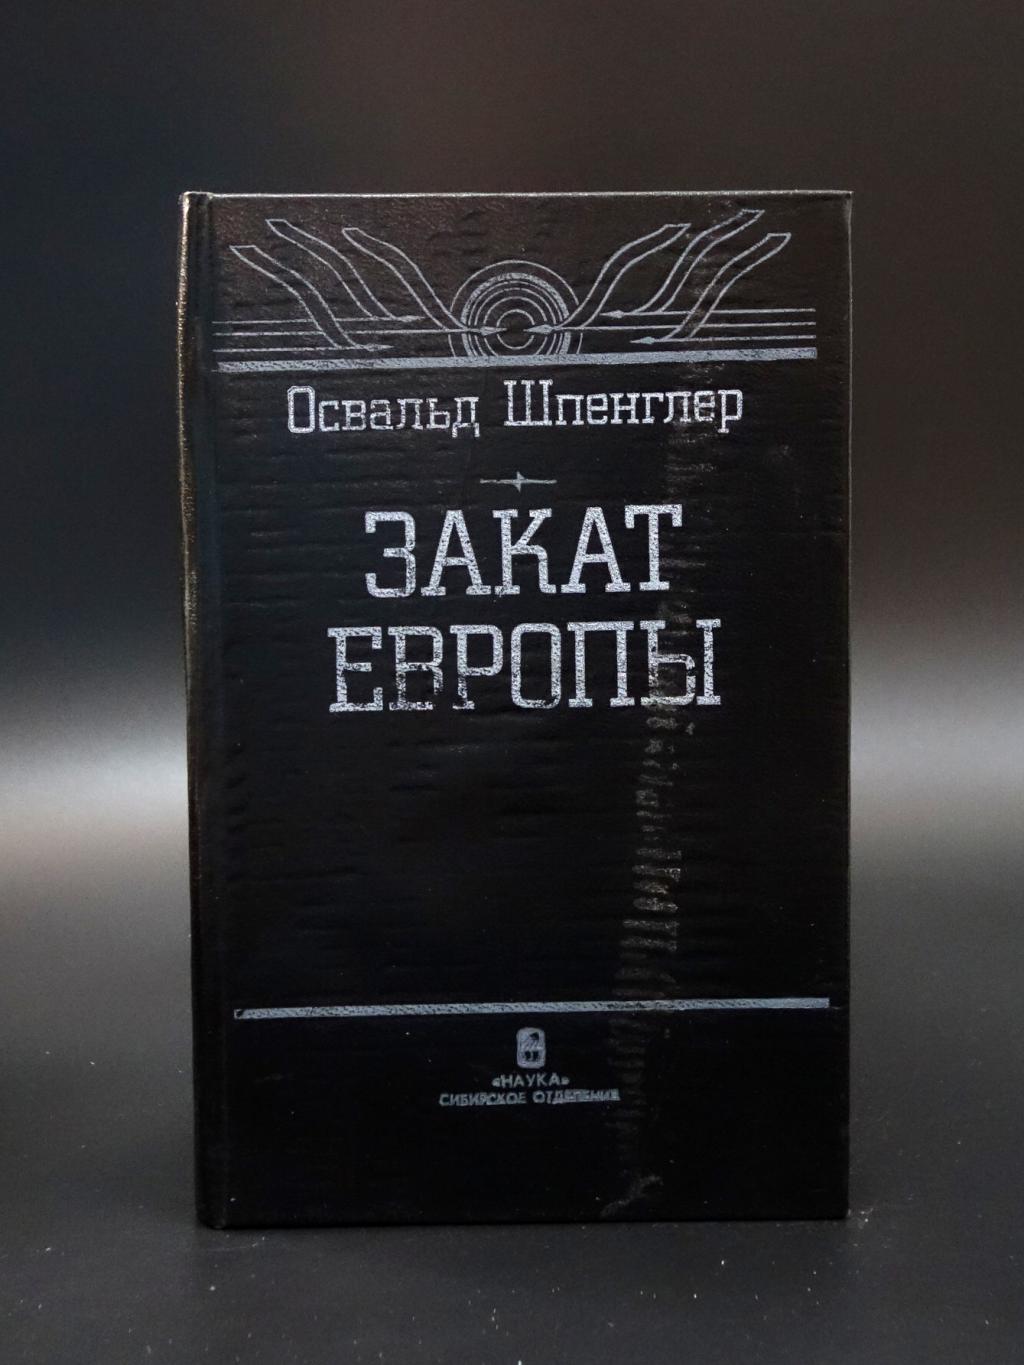 Освальд Шпенглер
ЗАКАТ
ЕВРОПЫ
«НАУКА»
СИБИРСКОЕ ОТДЕЛЕНИЕ